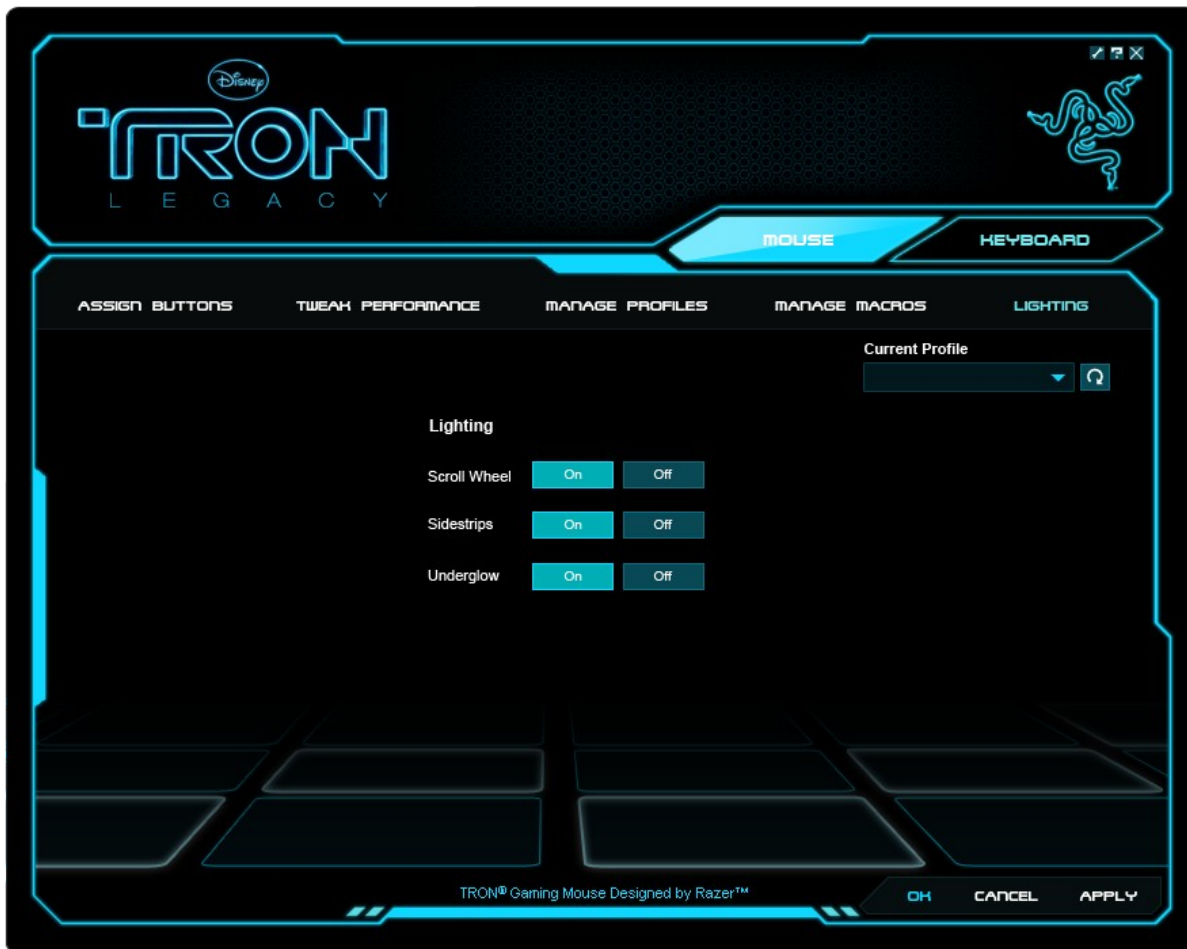 DISNEY
TRON
LEGACY
MOUSE
KEYBOARD
ASSIGN BUTTONS
TWEAK PERFORMANCE
MANAGE PROFILES
MANAGE MACROS
LIGHTING
Current Profile
Lighting
Scroll Wheel On Off
Sidestrips On Off
Underglow On Off
TRON® Gaming Mouse Designed by Razer™
OK
CANCEL
APPLY